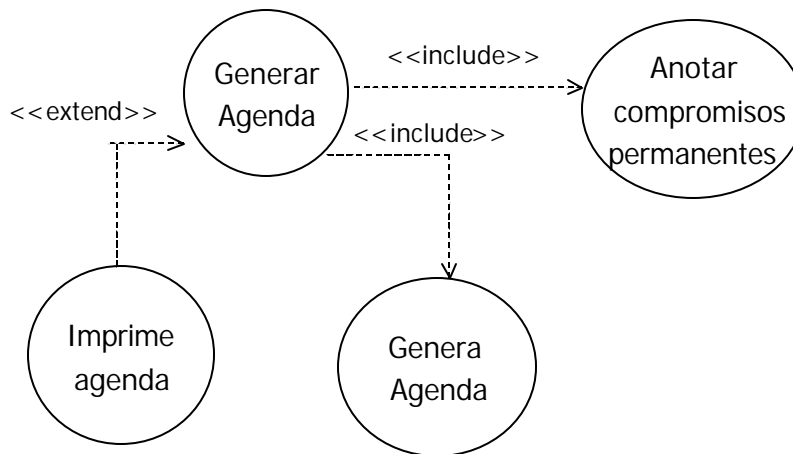 Generar
Agenda
<<include>>
Anotar
compromisos
permanentes
<<extend>>
<<include>>
Imprime
agenda
Genera
Agenda